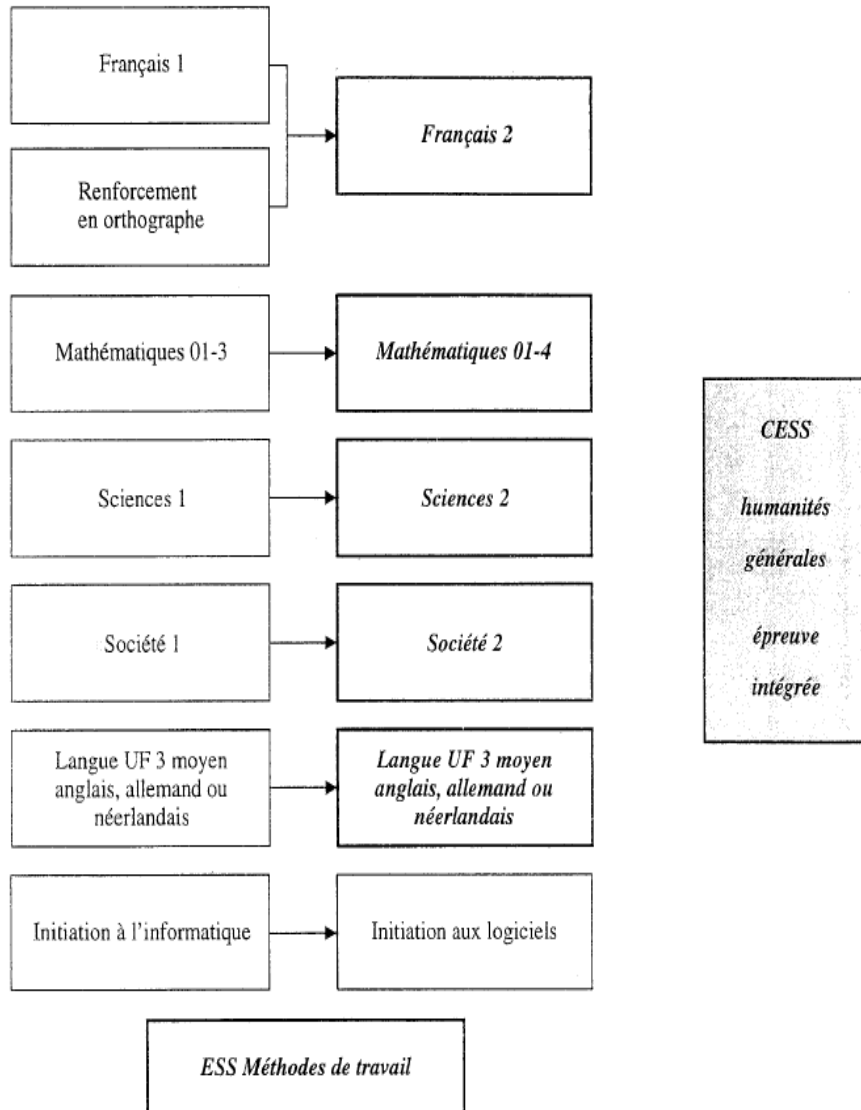 Français 1
Français 2
Renforcement
en orthographe
Mathématiques 01-3
Mathématiques 01-4
Sciences 1
Sciences 2
Société 1
Société 2
Langue UF 3 moyen
anglais, allemand ou
néerlandais
Langue UF 3 moyen
anglais, allemand ou
néerlandais
Initiation à l'informatique
Initiation aux logiciels
ESS Méthodes de travail
CESS
humanités
générales
épreuve
intégrée